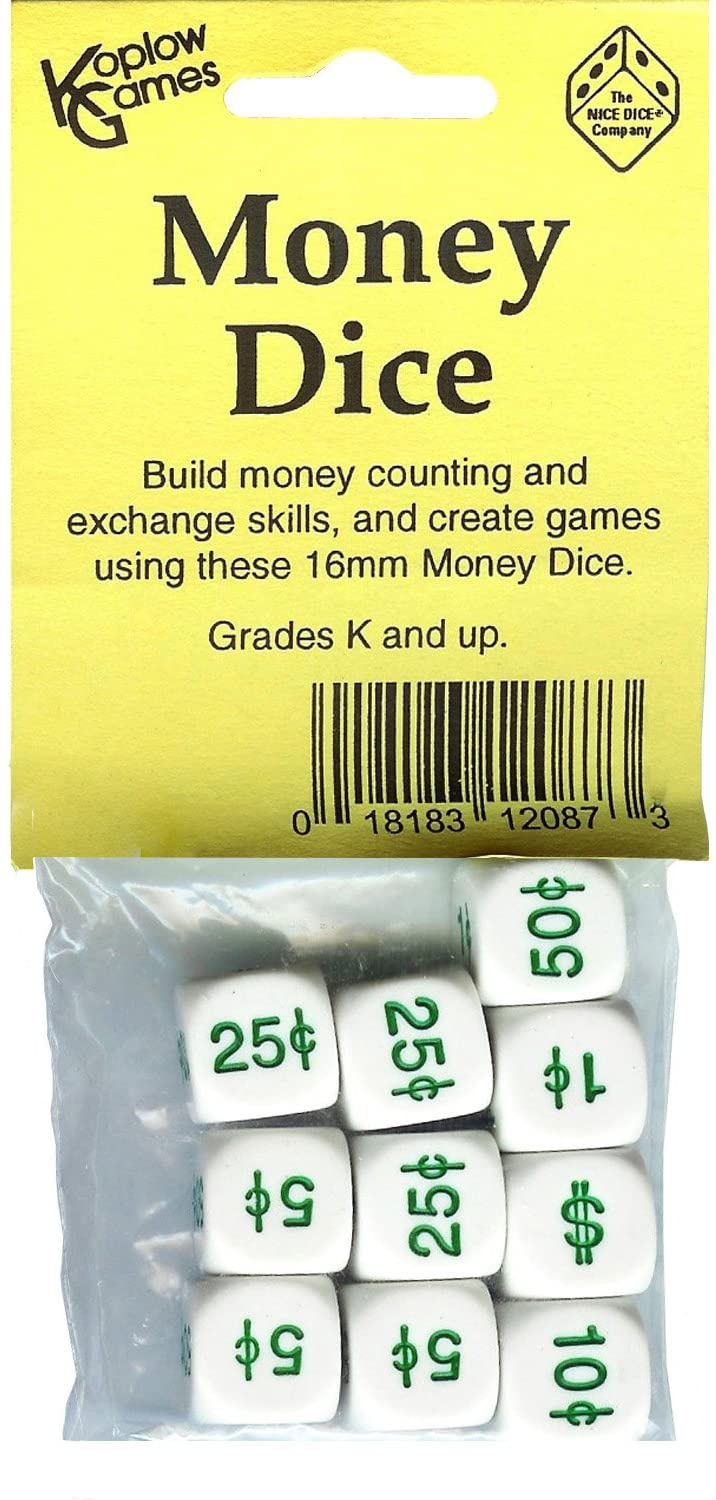 Koplow
Games
The
NICE DICE
Company
Money
Dice
Build money counting and
exchange skills, and create games
using these 16mm Money Dice.
Grades K and up.
0 18183 12087 3
50¢
25¢ 25¢ 1¢
5¢ 25¢ $
5¢ 5¢ 10¢